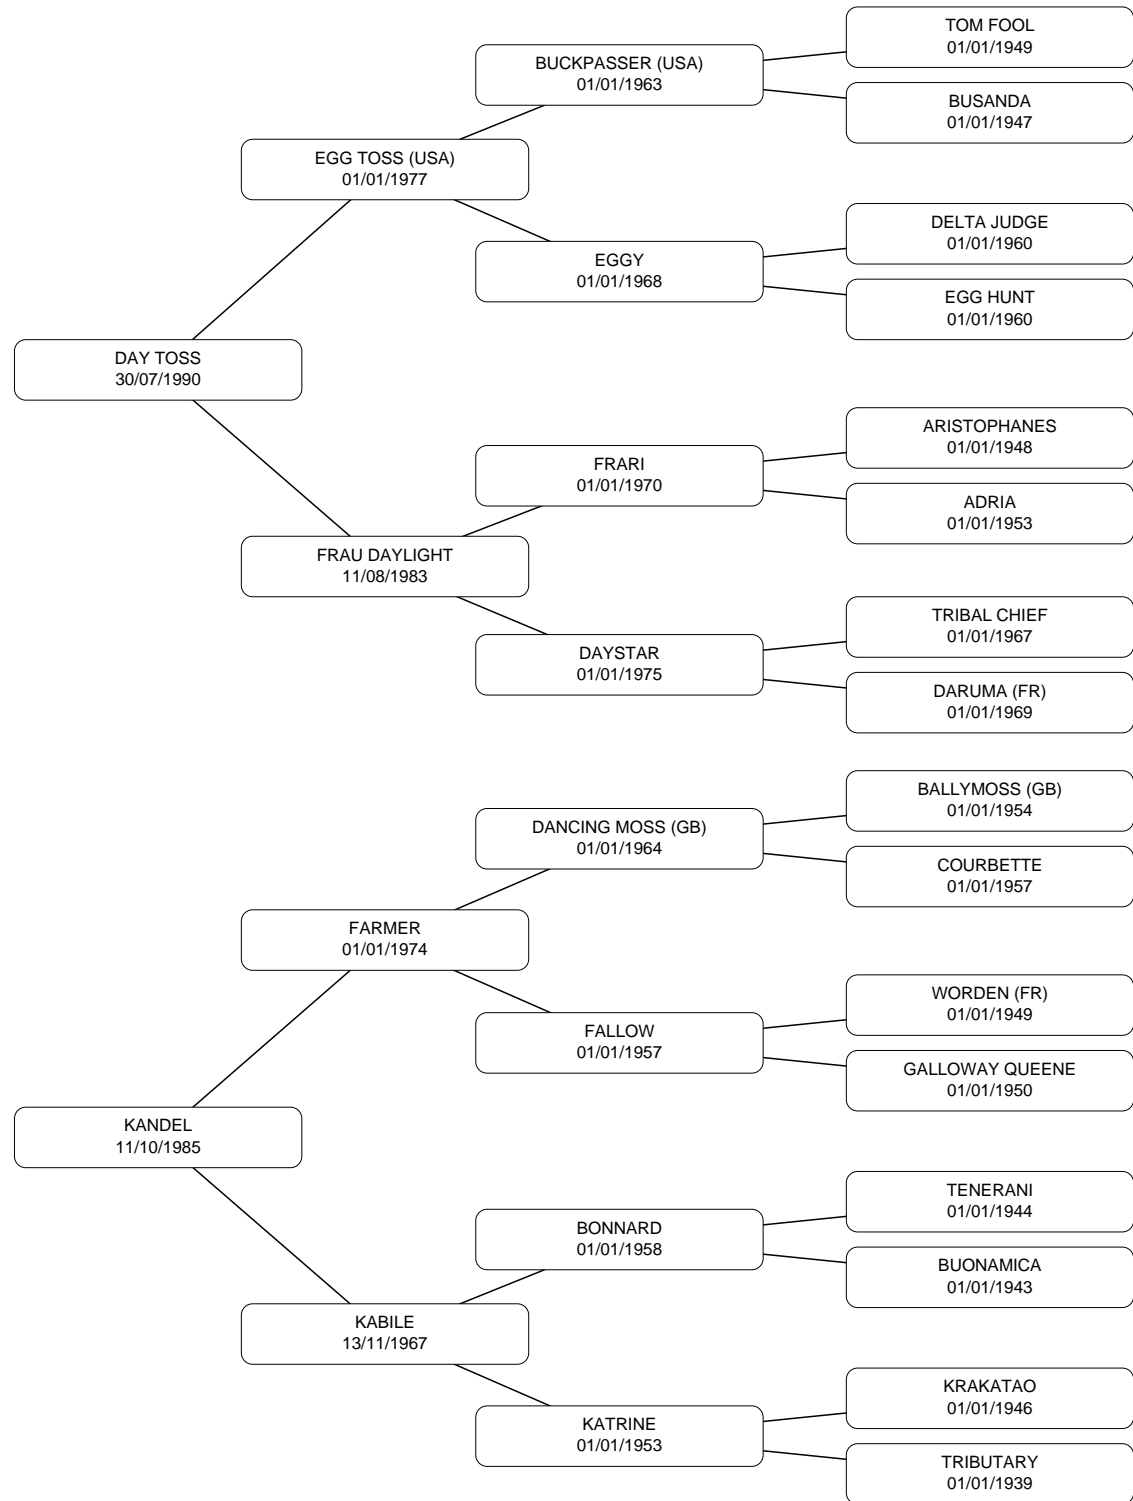 TOM FOOL
01/01/1949
BUCKPASSER (USA)
01/01/1963
BUSANDA
01/01/1947
EGG TOSS (USA)
01/01/1977
DELTA JUDGE
01/01/1960
EGGY
01/01/1968
EGG HUNT
01/01/1960
DAY TOSS
30/07/1990
ARISTOPHANES
01/01/1948
FRARI
01/01/1970
ADRIA
01/01/1953
FRAU DAYLIGHT
11/08/1983
TRIBAL CHIEF
01/01/1967
DAYSTAR
01/01/1975
DARUMA (FR)
01/01/1969
BALLYMOSS (GB)
01/01/1954
DANCING MOSS (GB)
01/01/1964
COURBETTE
01/01/1957
FARMER
01/01/1974
WORDEN (FR)
01/01/1949
FALLOW
01/01/1957
GALLOWAY QUEENE
01/01/1950
KANDEL
11/10/1985
TENERANI
01/01/1944
BONNARD
01/01/1958
BUONAMICA
01/01/1943
KABILE
13/11/1967
KRAKATAO
01/01/1946
KATRINE
01/01/1953
TRIBUTARY
01/01/1939